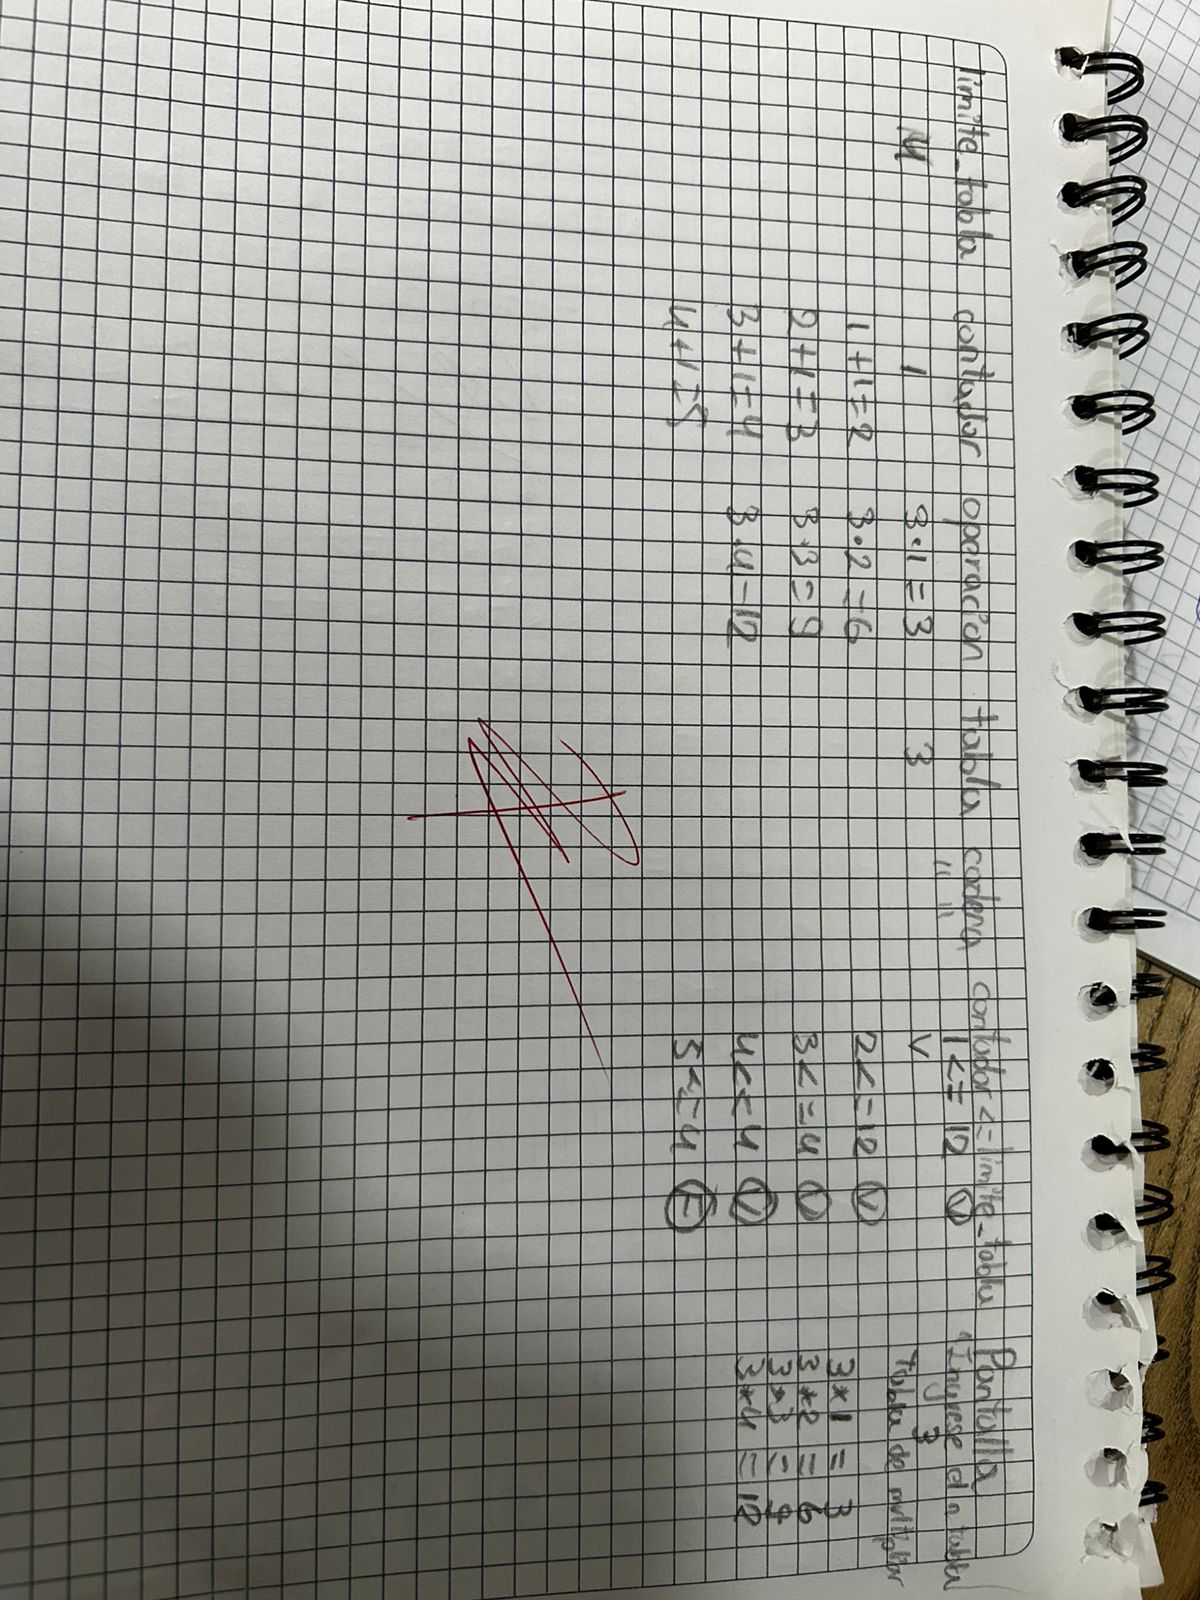 limite_tabla contador operacion tabla cadena contador <= limite_tabla Pantalla
" " 1 <= 12 V "Ingrese el n tabla
4 1 3·1=3 3 V 3
Tabla de multiplicar
1+1=2 3·2=6 2<=12 V 3*1 = 3
2+1=3 3·3=9 3<=4 V 3*2 = 6
3*3 = 9
3+1=4 3·4=12 4<<4 V 3*4 = 12
4+1=5 5<=4 F